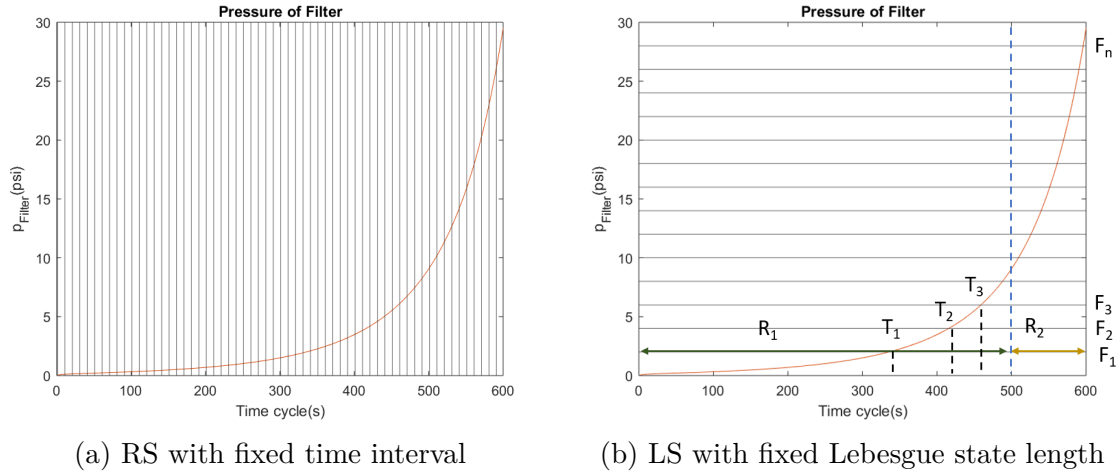 Pressure of Filter
30
25
20
15
10
5
0
p_Filter(psi)
0 100 200 300 400 500 600
Time cycle(s)
(a) RS with fixed time interval
Pressure of Filter
30
25
20
15
10
5
0
p_Filter(psi)
F_n
F_3
F_2
F_1
T_3
T_2
T_1
R_1
R_2
0 100 200 300 400 500 600
Time cycle(s)
(b) LS with fixed Lebesgue state length